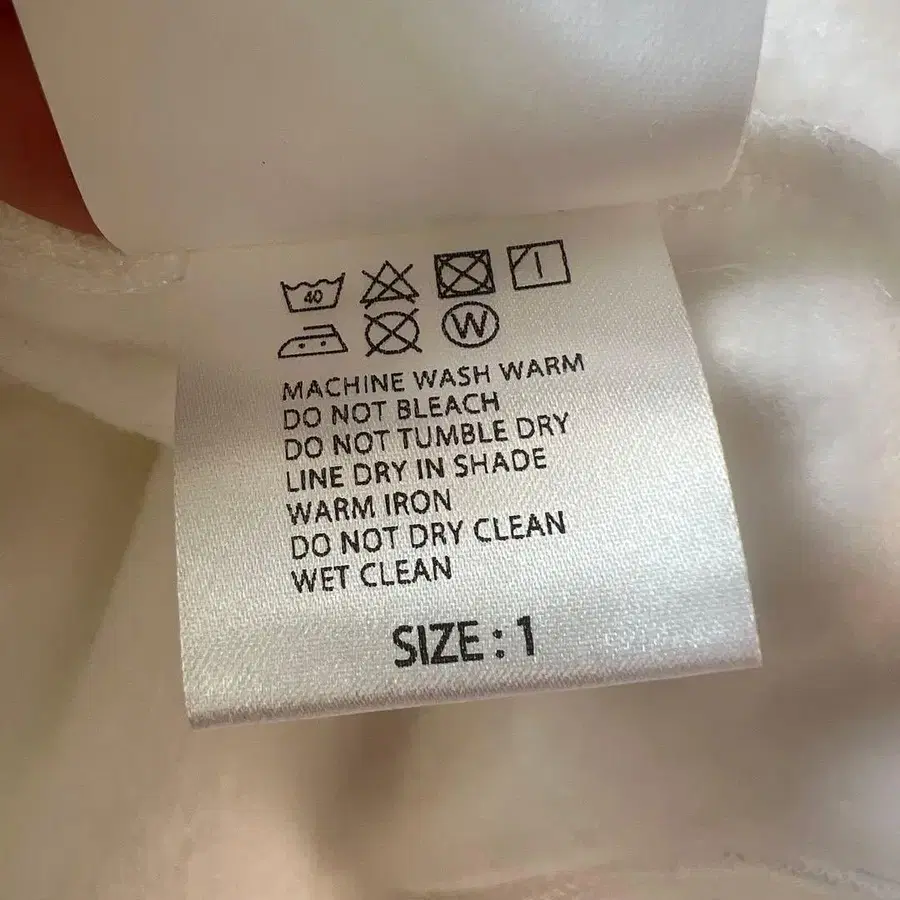 40
W
MACHINE WASH WARM
DO NOT BLEACH
DO NOT TUMBLE DRY
LINE DRY IN SHADE
WARM IRON
DO NOT DRY CLEAN
WET CLEAN
SIZE : 1